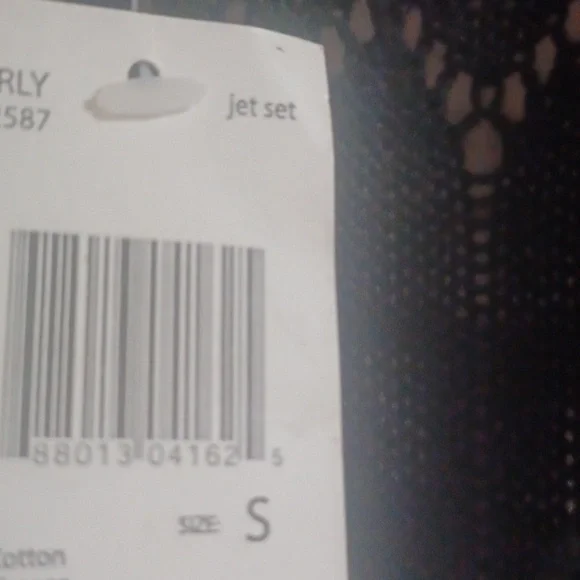 RLY
587 jet set
88013 04162 5
SIZE: S
Cotton